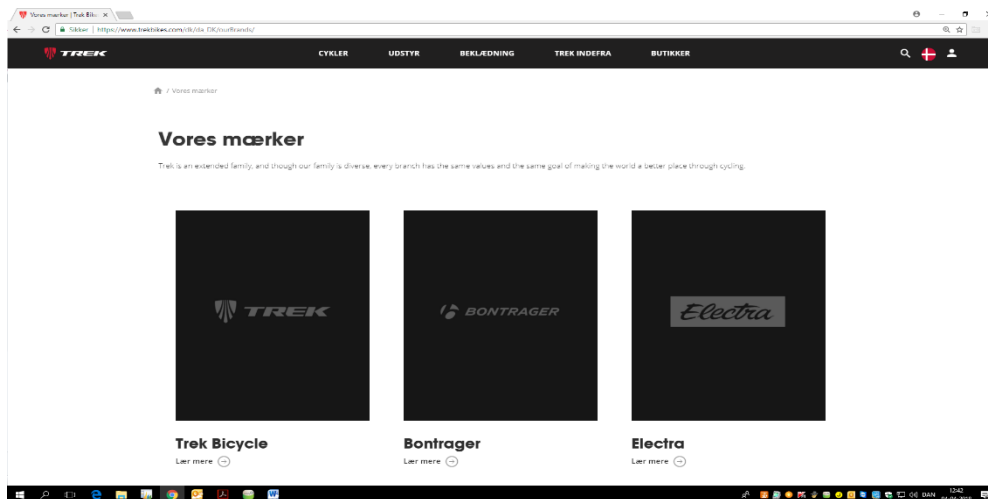 Vores mærker | Trek Bike
Sikker | https://www.trekbikes.com/dk/da_DK/ourBrands/
TREK CYKLER UDSTYR BEKLÆDNING TREK INDEFRA BUTIKKER
/ Vores mærker
Vores mærker
Trek is an extended family, and though our family is diverse, every branch has the same values and the same goal of making the world a better place through cycling.
TREK BONTRAGER Electra
Trek Bicycle Bontrager Electra
Lær mere Lær mere Lær mere
DAN 12:42